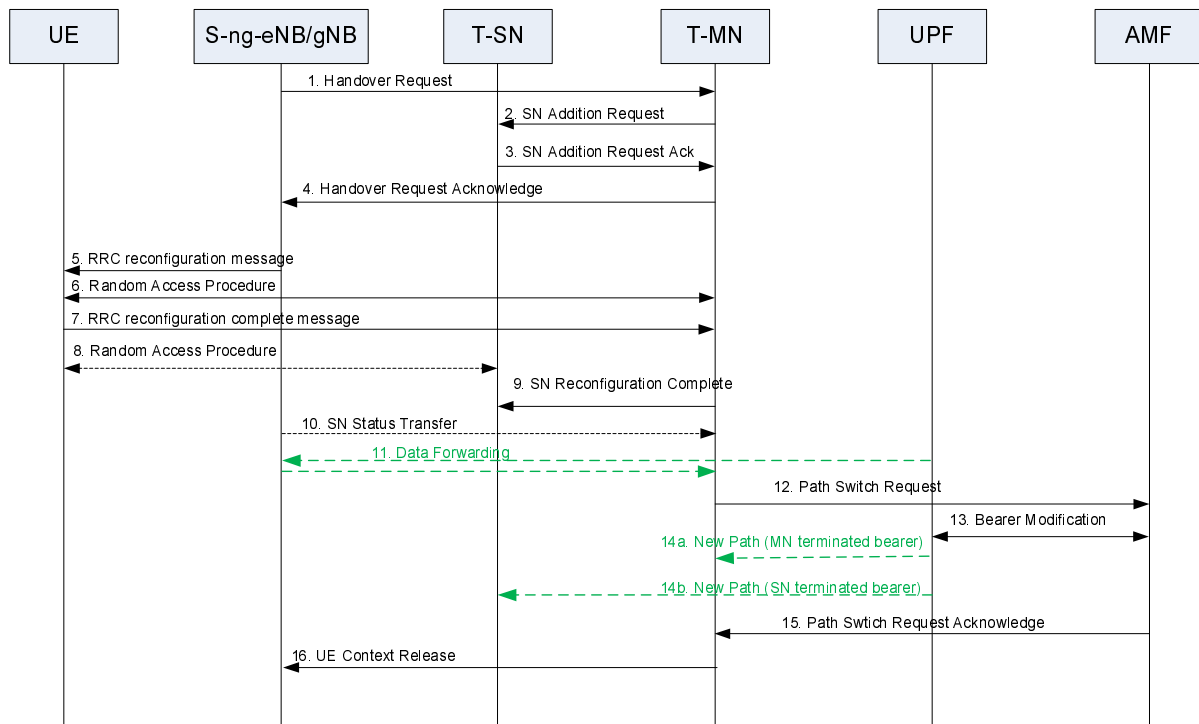 UE
S-ng-eNB/gNB
T-SN
T-MN
UPF
AMF
1. Handover Request
2. SN Addition Request
3. SN Addition Request Ack
4. Handover Request Acknowledge
5. RRC reconfiguration message
6. Random Access Procedure
7. RRC reconfiguration complete message
8. Random Access Procedure
9. SN Reconfiguration Complete
10. SN Status Transfer
11. Data Forwarding
12. Path Switch Request
13. Bearer Modification
14a. New Path (MN terminated bearer)
14b. New Path (SN terminated bearer)
15. Path Swtich Request Acknowledge
16. UE Context Release